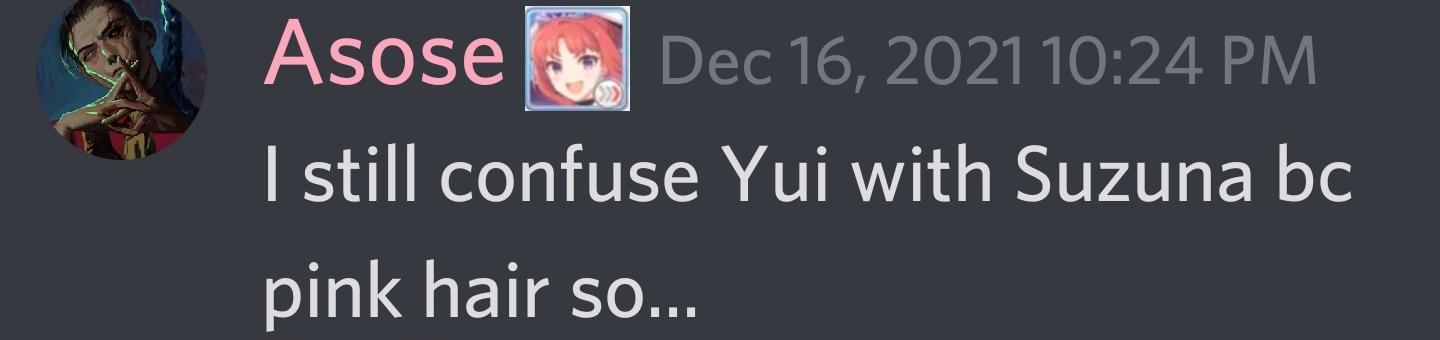 Asose Dec 16, 2021 10:24 PM
I still confuse Yui with Suzuna bc
pink hair so...